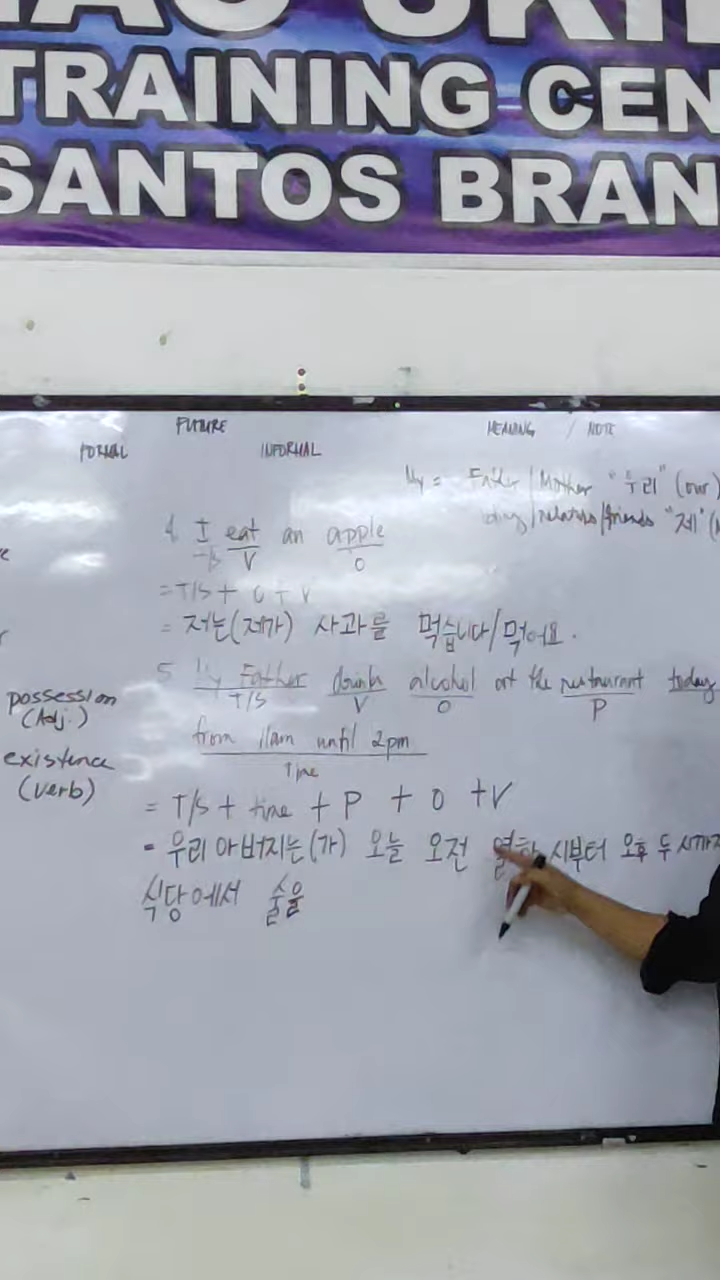 TRAINING CEN
SANTOS BRAN
FUTURE
FORMAL INFORMAL
MEANING / NOTE
My = Father/Mother "우리" (our)
/relatives/friends "제"
4. I eat an apple
T/S V O
= T/S + O + V
= 저는(제가) 사과를 먹습니다/먹어요.
possession
(Adj.)
existence
(verb)
5 My Father drink alcohol at the restaurant today
T/S V O P
from 11am until 2pm
Time
= T/S + time + P + O + V
- 우리 아버지는(가) 오늘 오전 열한 시부터 오후 두 시까지
식당에서 술을